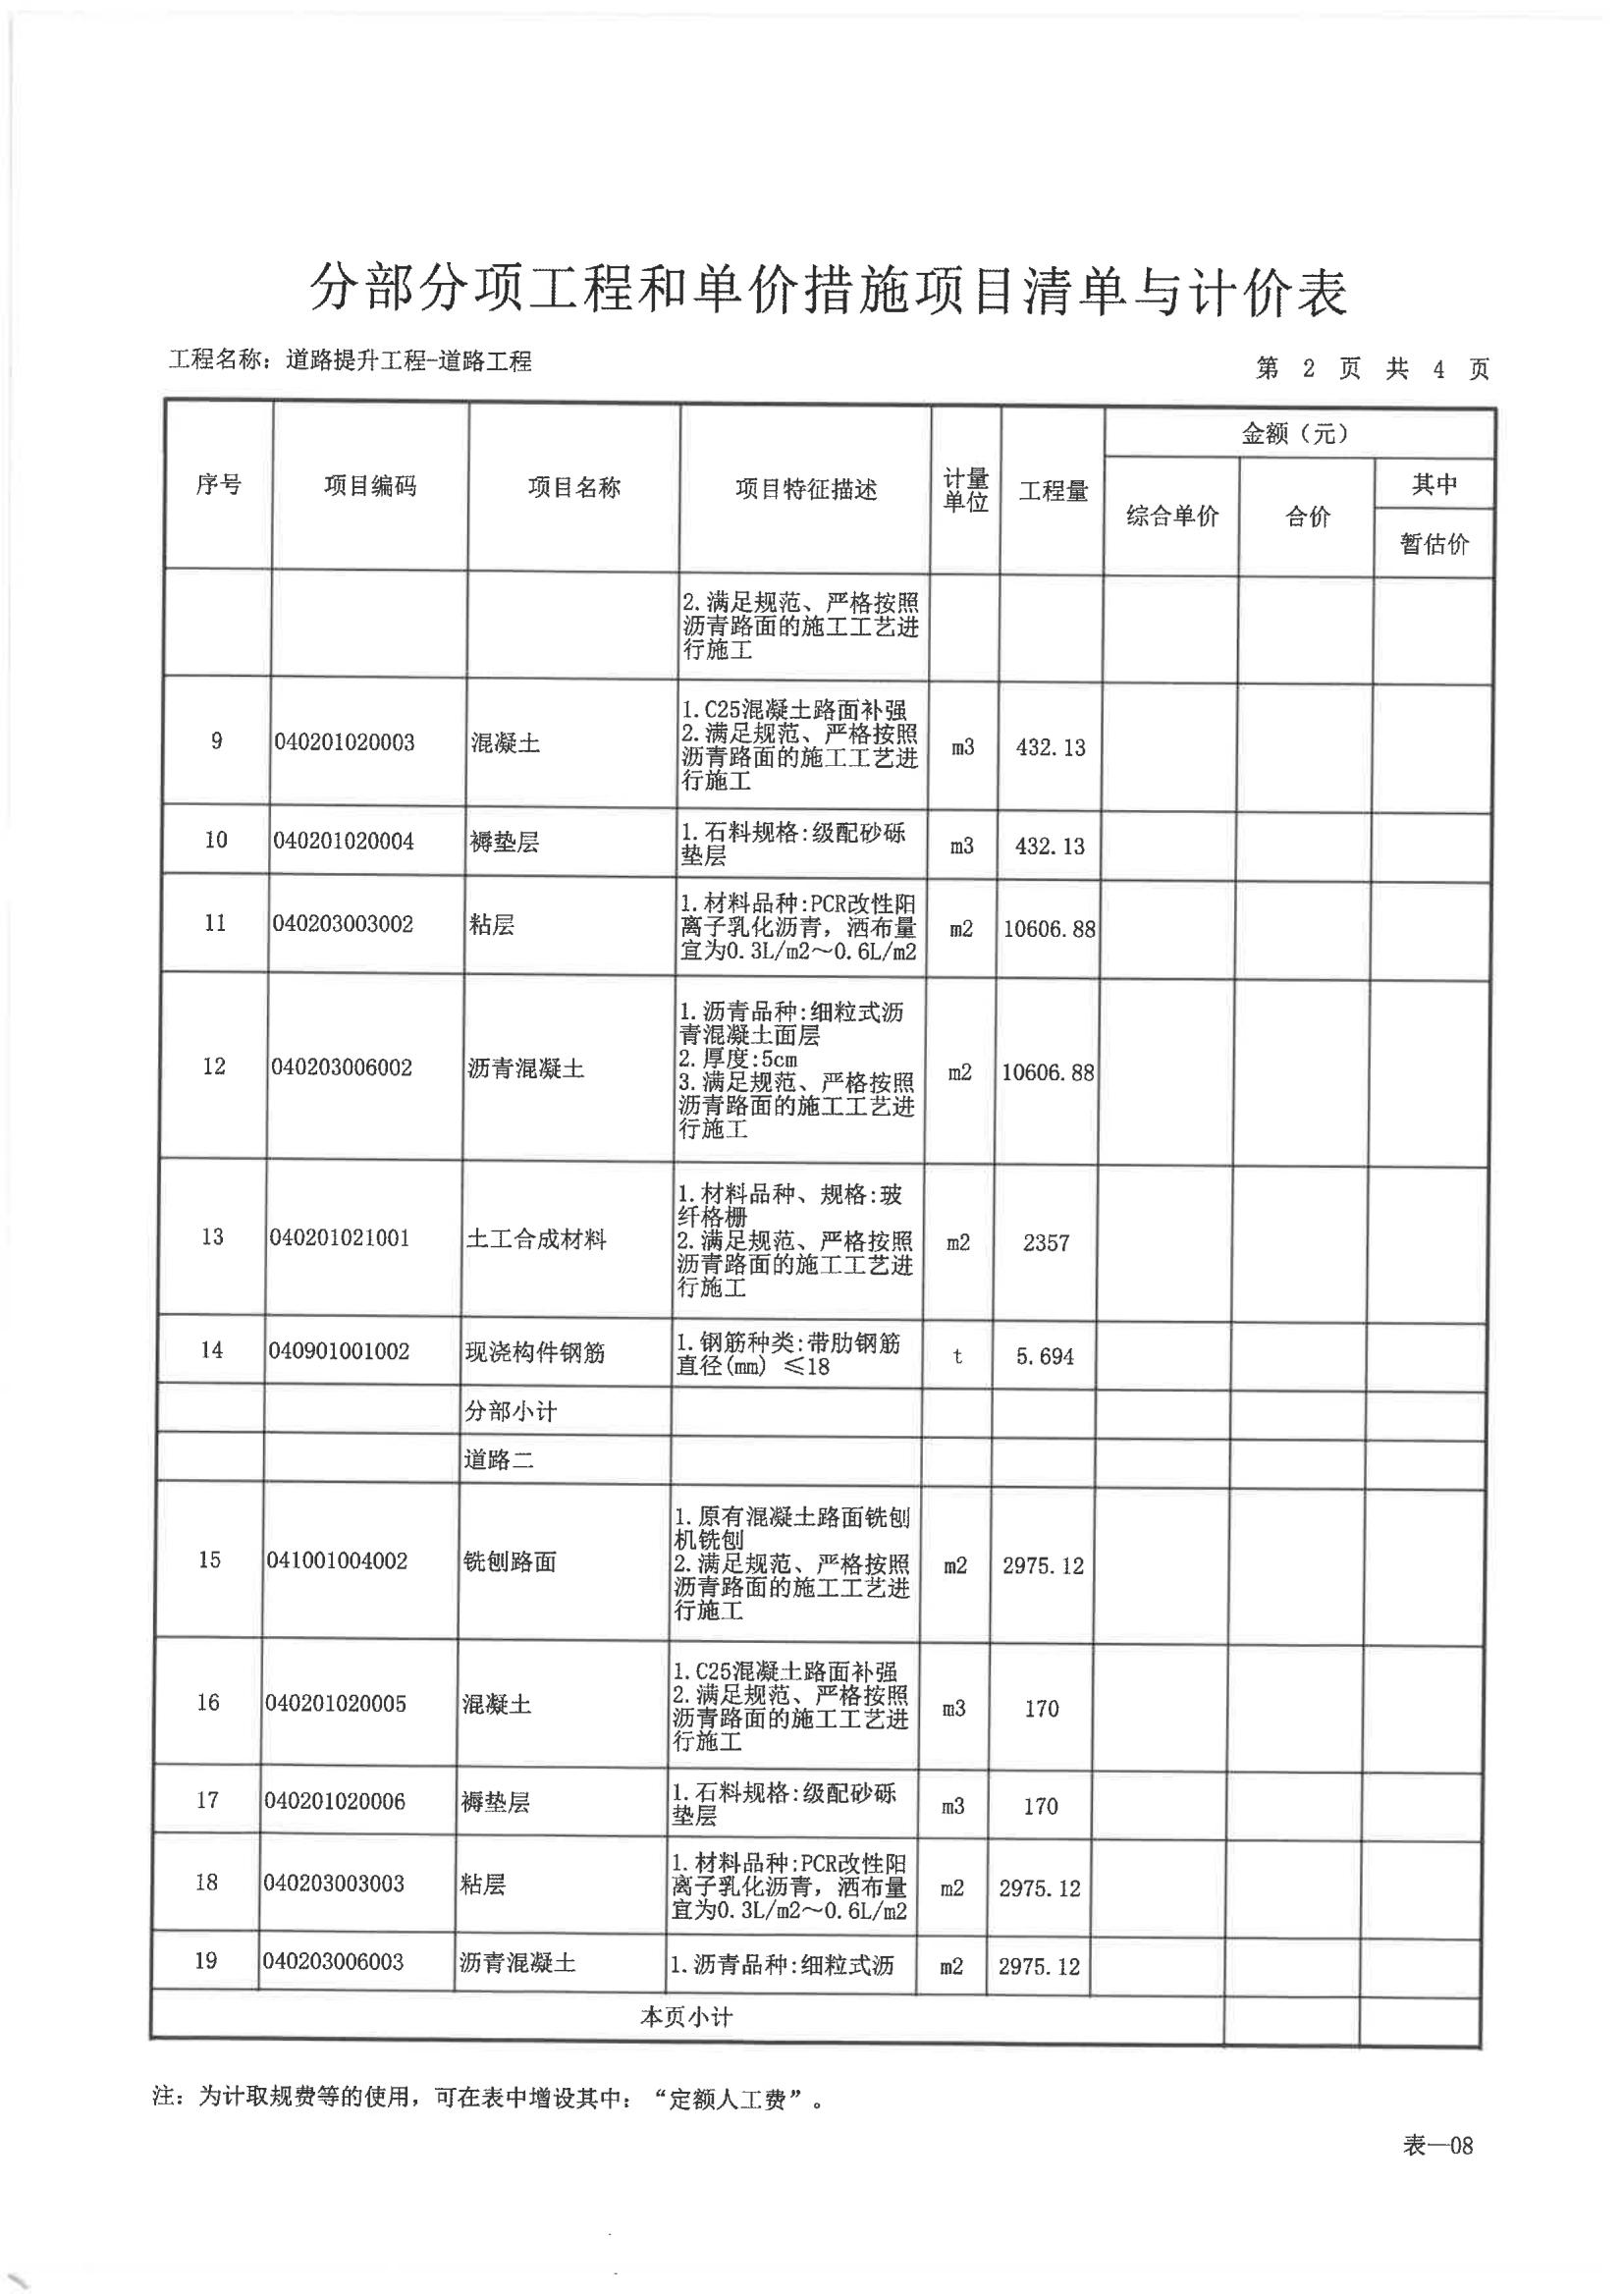 分部分项工程和单价措施项目清单与计价表
工程名称：道路提升工程-道路工程
第 2 页 共 4 页
序号
项目编码
项目名称
项目特征描述
计量
单位
工程量
金额（元）
综合单价
合价
其中
暂估价
2.满足规范、严格按照
沥青路面的施工工艺进
行施工
9
040201020003
混凝土
1.C25混凝土路面补强
2.满足规范、严格按照
沥青路面的施工工艺进
行施工
m3
432.13
10
040201020004
褥垫层
1.石料规格:级配砂砾
垫层
m3
432.13
11
040203003002
粘层
1.材料品种:PCR改性阳
离子乳化沥青，洒布量
宜为0.3L/m2～0.6L/m2
m2
10606.88
12
040203006002
沥青混凝土
1.沥青品种:细粒式沥
青混凝土面层
2.厚度:5cm
3.满足规范、严格按照
沥青路面的施工工艺进
行施工
m2
10606.88
13
040201021001
土工合成材料
1.材料品种、规格:玻
纤格栅
2.满足规范、严格按照
沥青路面的施工工艺进
行施工
m2
2357
14
040901001002
现浇构件钢筋
1.钢筋种类:带肋钢筋
直径(mm) ≤18
t
5.694
分部小计
道路二
15
041001004002
铣刨路面
1.原有混凝土路面铣刨
机铣刨
2.满足规范、严格按照
沥青路面的施工工艺进
行施工
m2
2975.12
16
040201020005
混凝土
1.C25混凝土路面补强
2.满足规范、严格按照
沥青路面的施工工艺进
行施工
m3
170
17
040201020006
褥垫层
1.石料规格:级配砂砾
垫层
m3
170
18
040203003003
粘层
1.材料品种:PCR改性阳
离子乳化沥青，洒布量
宜为0.3L/m2～0.6L/m2
m2
2975.12
19
040203006003
沥青混凝土
1.沥青品种:细粒式沥
m2
2975.12
本页小计
注：为计取规费等的使用，可在表中增设其中：“定额人工费”。
表—08